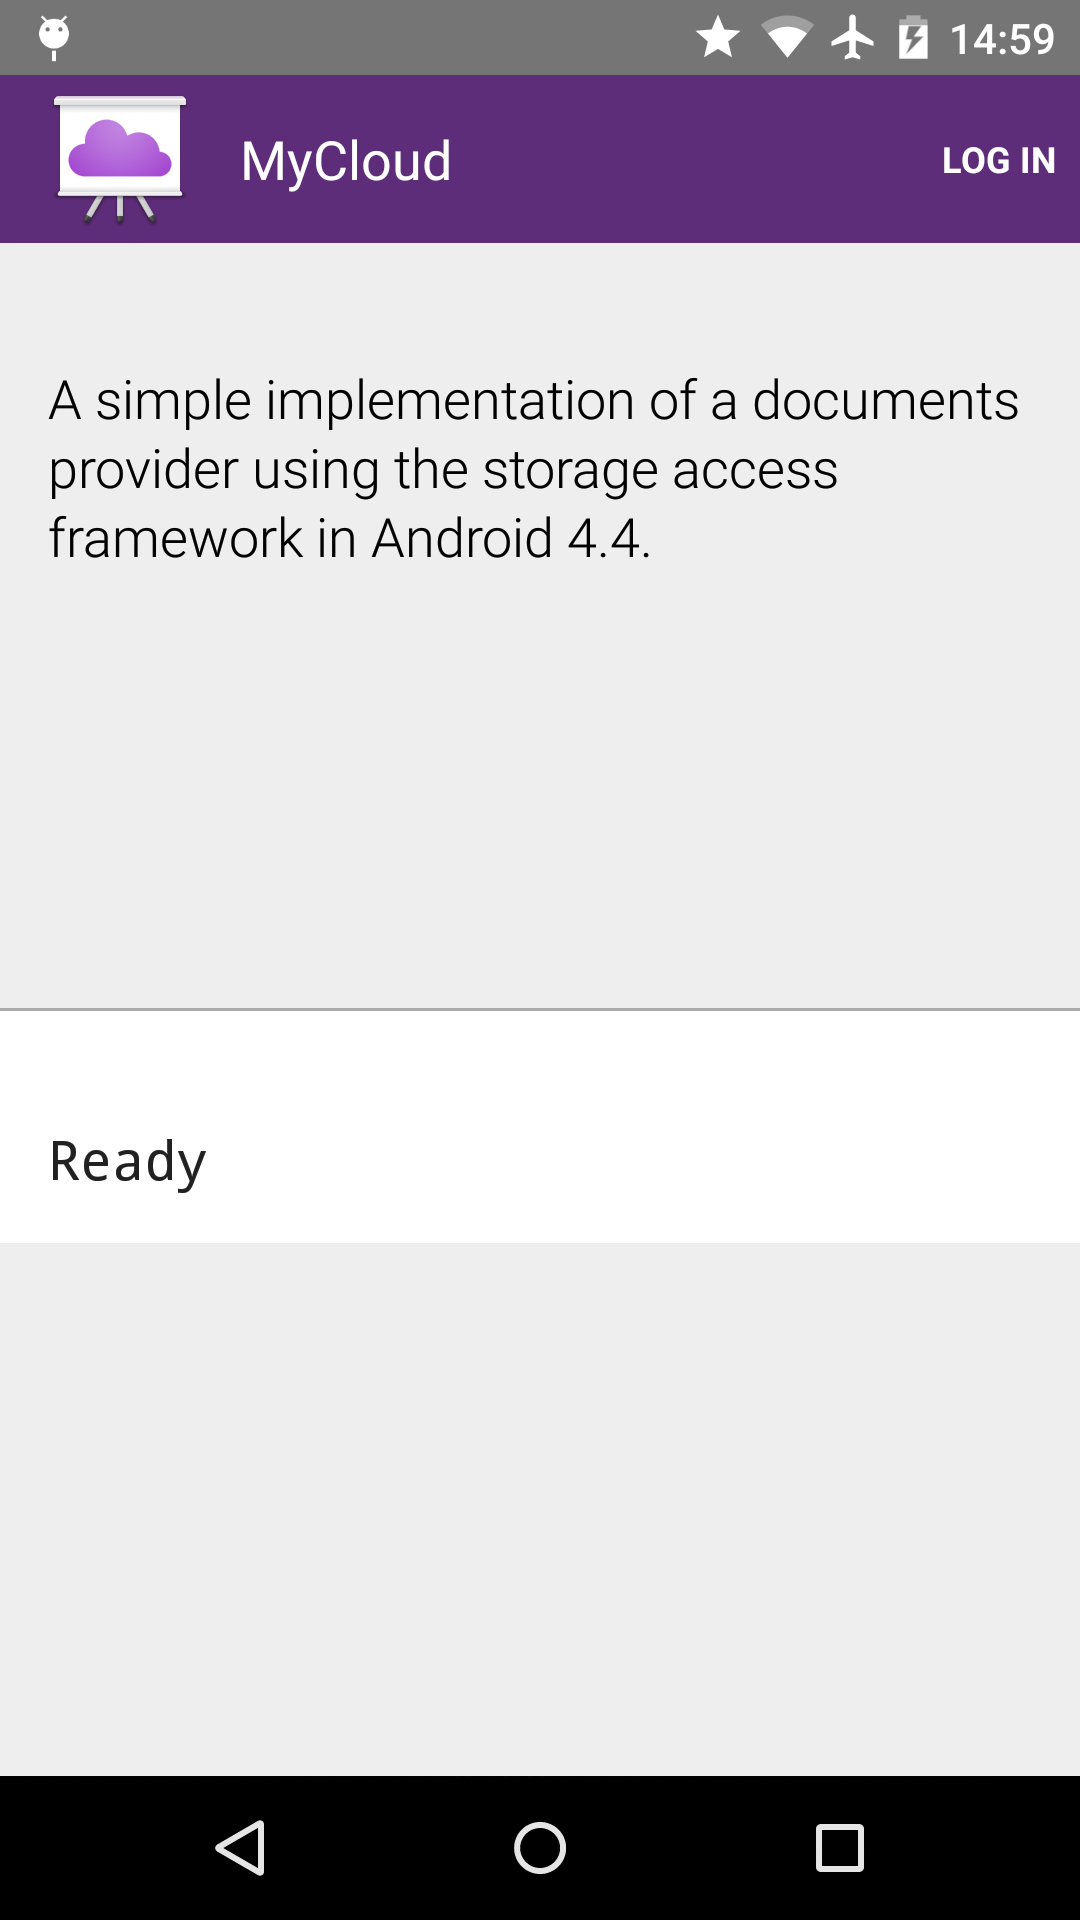 14:59
MyCloud
LOG IN
A simple implementation of a documents
provider using the storage access
framework in Android 4.4.
Ready